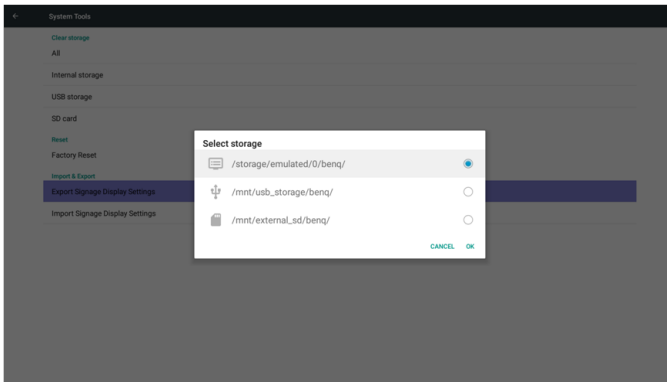 System Tools
Clear storage
All
Internal storage
USB storage
SD card
Reset
Factory Reset
Import & Export
Export Signage Display Settings
Import Signage Display Settings
Select storage
/storage/emulated/0/benq/
/mnt/usb_storage/benq/
/mnt/external_sd/benq/
CANCEL OK